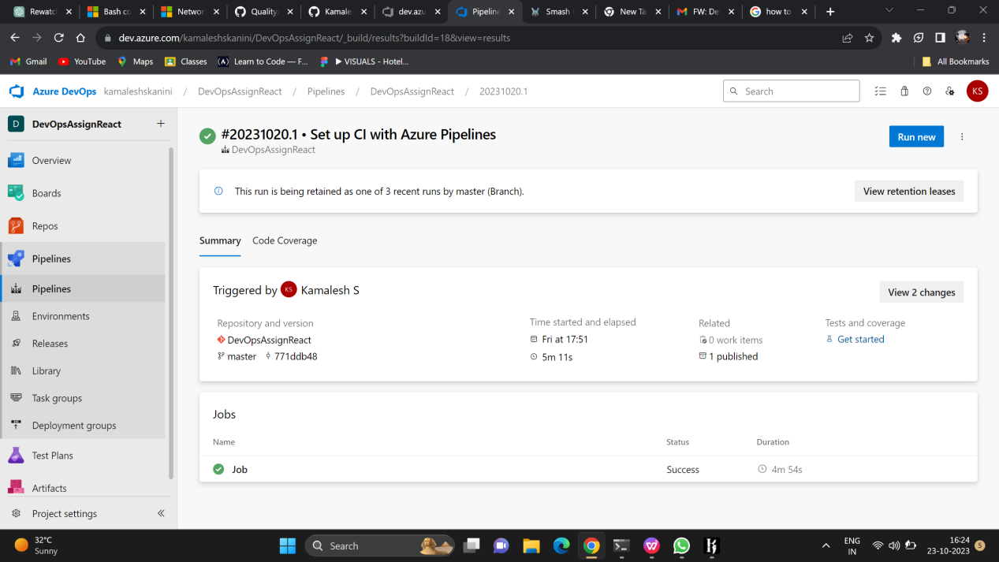 Rewatch
Bash co
Networ
Quality
Kamale
dev.azu
Pipeline
Smash
New Ta
FW: De
how to
dev.azure.com/kamaleshskanini/DevOpsAssignReact/_build/results?buildId=18&view=results
Gmail
YouTube
Maps
Classes
Learn to Code — F...
▶ VISUALS - Hotel...
All Bookmarks
Azure DevOps kamaleshskanini / DevOpsAssignReact / Pipelines / DevOpsAssignReact / 20231020.1
Search
KS
D DevOpsAssignReact +
Overview
Boards
Repos
Pipelines
Pipelines
Environments
Releases
Library
Task groups
Deployment groups
Test Plans
Artifacts
Project settings
#20231020.1 • Set up CI with Azure Pipelines
DevOpsAssignReact
Run new
This run is being retained as one of 3 recent runs by master (Branch).
View retention leases
Summary Code Coverage
Triggered by KS Kamalesh S
View 2 changes
Repository and version
DevOpsAssignReact
master 771ddb48
Time started and elapsed
Fri at 17:51
5m 11s
Related
0 work items
1 published
Tests and coverage
Get started
Jobs
Name Status Duration
Job Success 4m 54s
32°C
Sunny
Search
ENG
IN
16:24
23-10-2023
5